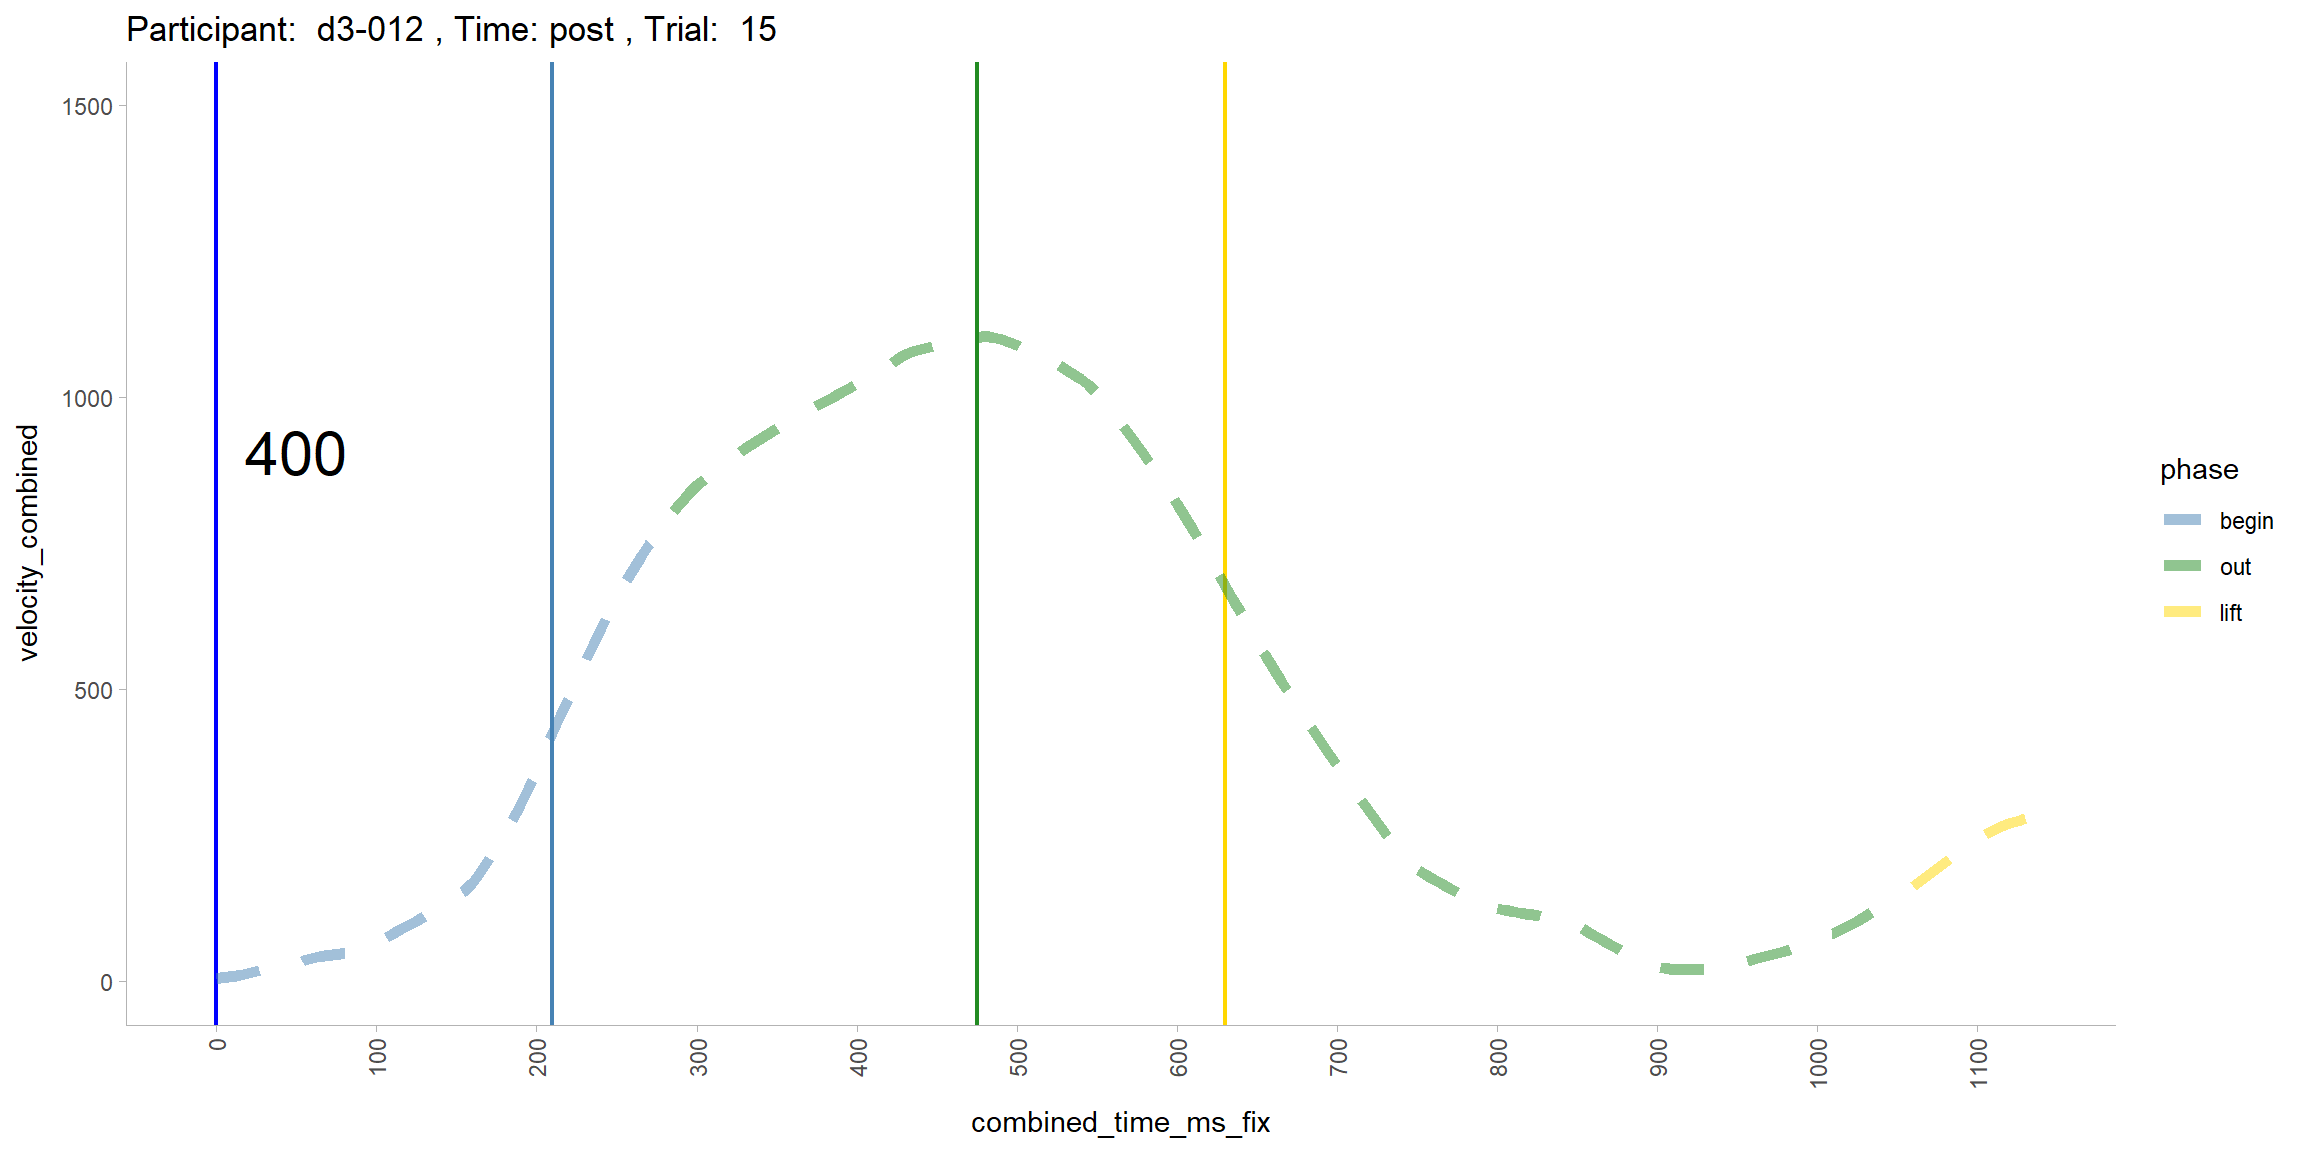 Participant:  d3-012 , Time: post , Trial:  15
1500
1000
500
0
velocity_combined
400
0
100
200
300
400
500
600
700
800
900
1000
1100
combined_time_ms_fix
phase
begin
out
lift